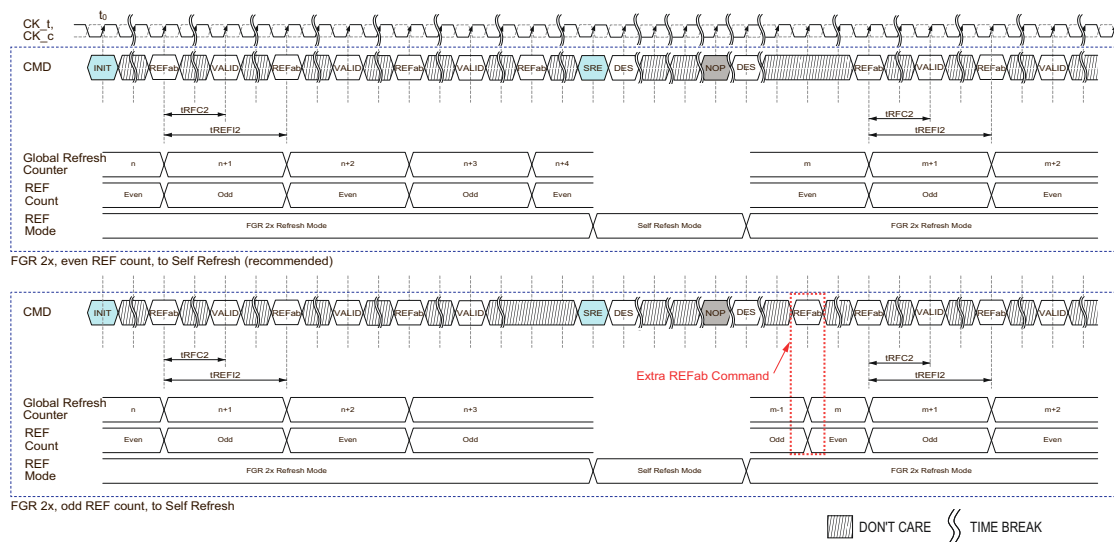 t0
CK_t,
CK_c
CMD INIT REFab VALID REFab VALID REFab VALID REFab SRE DES NOP DES REFab VALID REFab VALID
tRFC2 tRFC2
tREFI2 tREFI2
Global Refresh Counter n n+1 n+2 n+3 n+4 m m+1 m+2
REF Count Even Odd Even Odd Even Even Odd Even
REF Mode FGR 2x Refresh Mode Self Refesh Mode FGR 2x Refresh Mode
FGR 2x, even REF count, to Self Refresh (recommended)
CMD INIT REFab VALID REFab VALID REFab VALID SRE DES NOP DES REFab REFab VALID REFab VALID
tRFC2 tRFC2
tREFI2 Extra REFab Command tREFI2
Global Refresh Counter n n+1 n+2 n+3 m-1 m m+1 m+2
REF Count Even Odd Even Odd Odd Even Odd Even
REF Mode FGR 2x Refresh Mode Self Refesh Mode FGR 2x Refresh Mode
FGR 2x, odd REF count, to Self Refresh
DON'T CARE TIME BREAK